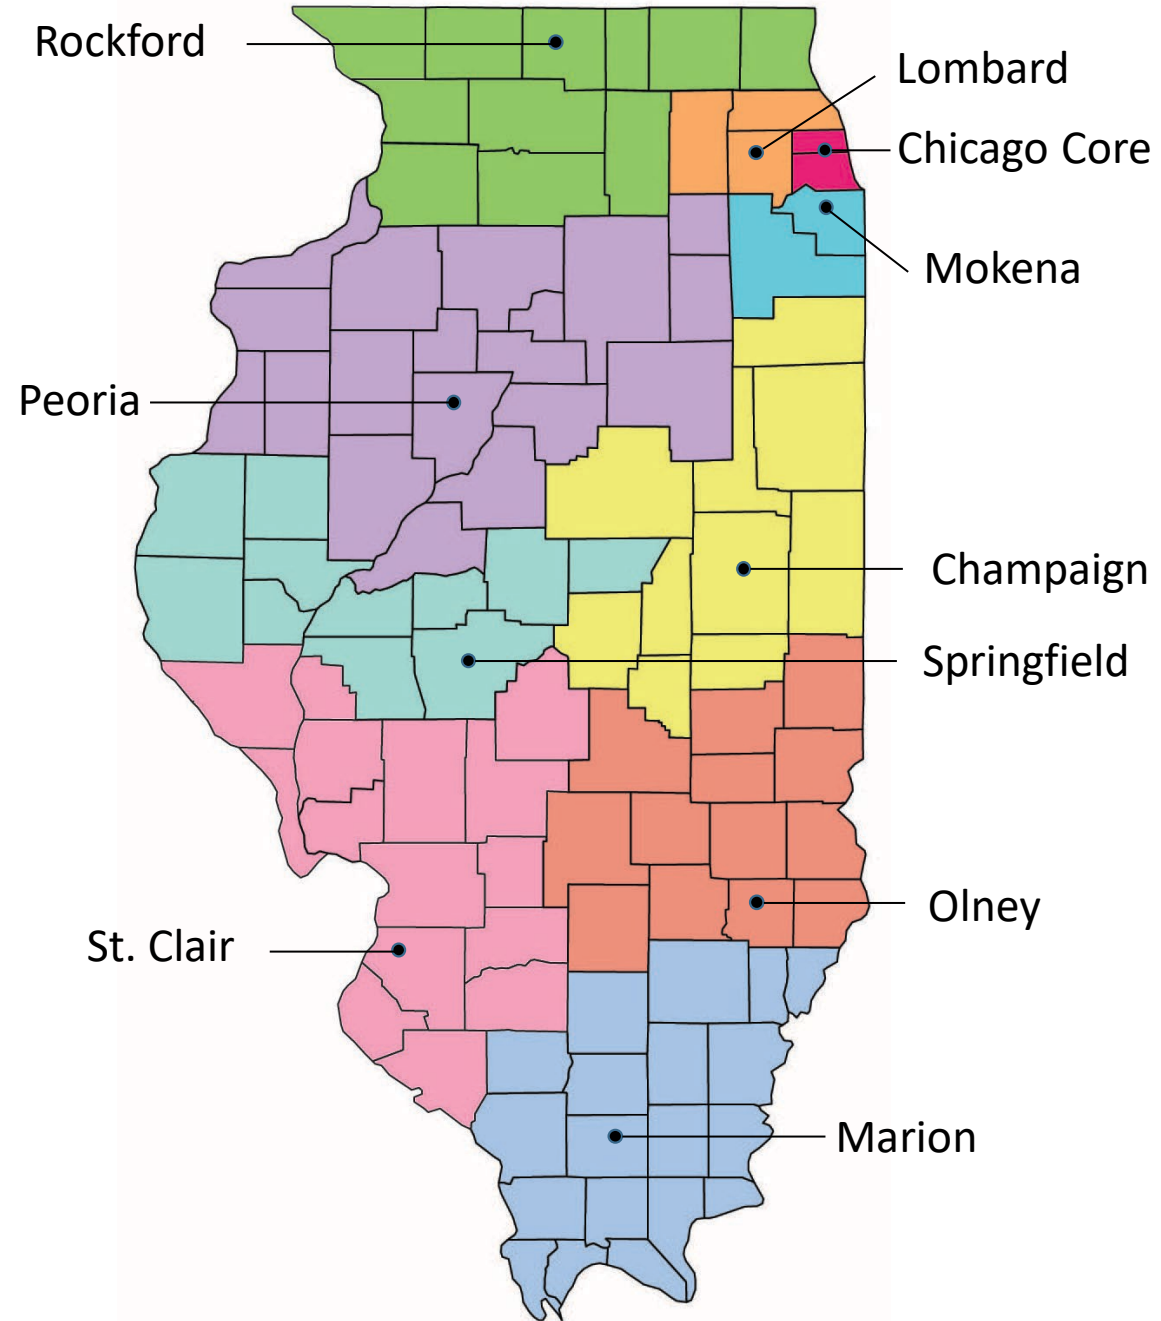 Rockford
Lombard
Chicago Core
Mokena
Peoria
Champaign
Springfield
Olney
St. Clair
Marion